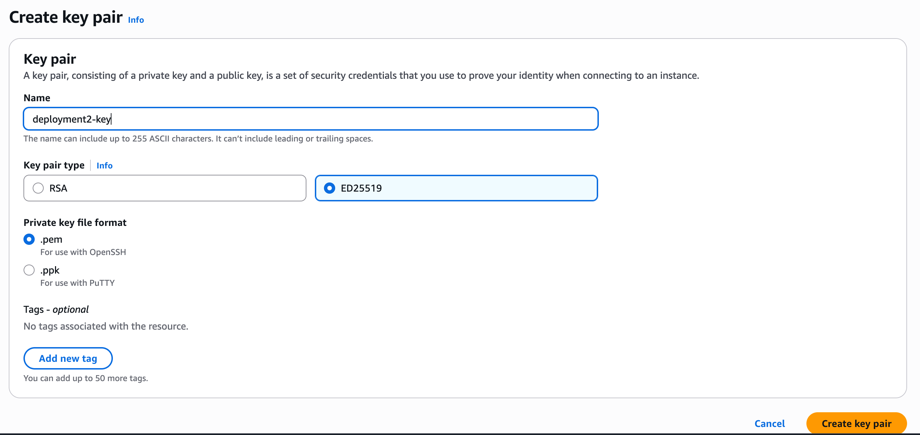 Create key pair Info
Key pair
A key pair, consisting of a private key and a public key, is a set of security credentials that you use to prove your identity when connecting to an instance.
Name
deployment2-key
The name can include up to 255 ASCII characters. It can't include leading or trailing spaces.
Key pair type Info
RSA ED25519
Private key file format
.pem
For use with OpenSSH
.ppk
For use with PuTTY
Tags - optional
No tags associated with the resource.
Add new tag
You can add up to 50 more tags.
Cancel Create key pair